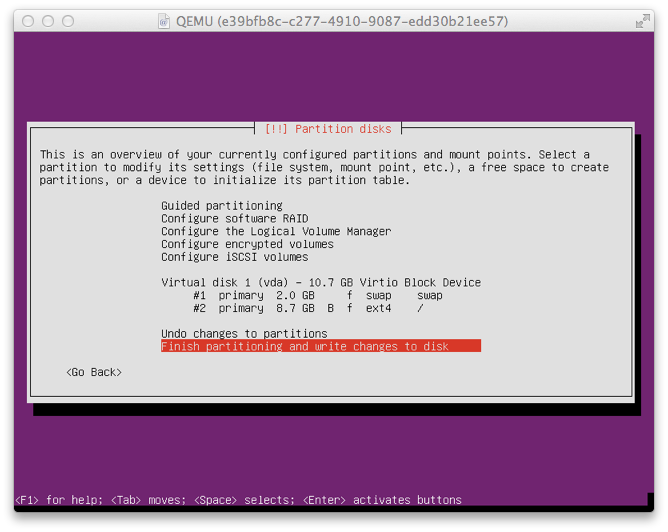 QEMU (e39bfb8c-c277-4910-9087-edd30b21ee57)
[!!] Partition disks
This is an overview of your currently configured partitions and mount points. Select a
partition to modify its settings (file system, mount point, etc.), a free space to create
partitions, or a device to initialize its partition table.
Guided partitioning
Configure software RAID
Configure the Logical Volume Manager
Configure encrypted volumes
Configure iSCSI volumes
Virtual disk 1 (vda) - 10.7 GB Virtio Block Device
#1 primary 2.0 GB f swap swap
#2 primary 8.7 GB B f ext4 /
Undo changes to partitions
Finish partitioning and write changes to disk
<Go Back>
<F1> for help; <Tab> moves; <Space> selects; <Enter> activates buttons